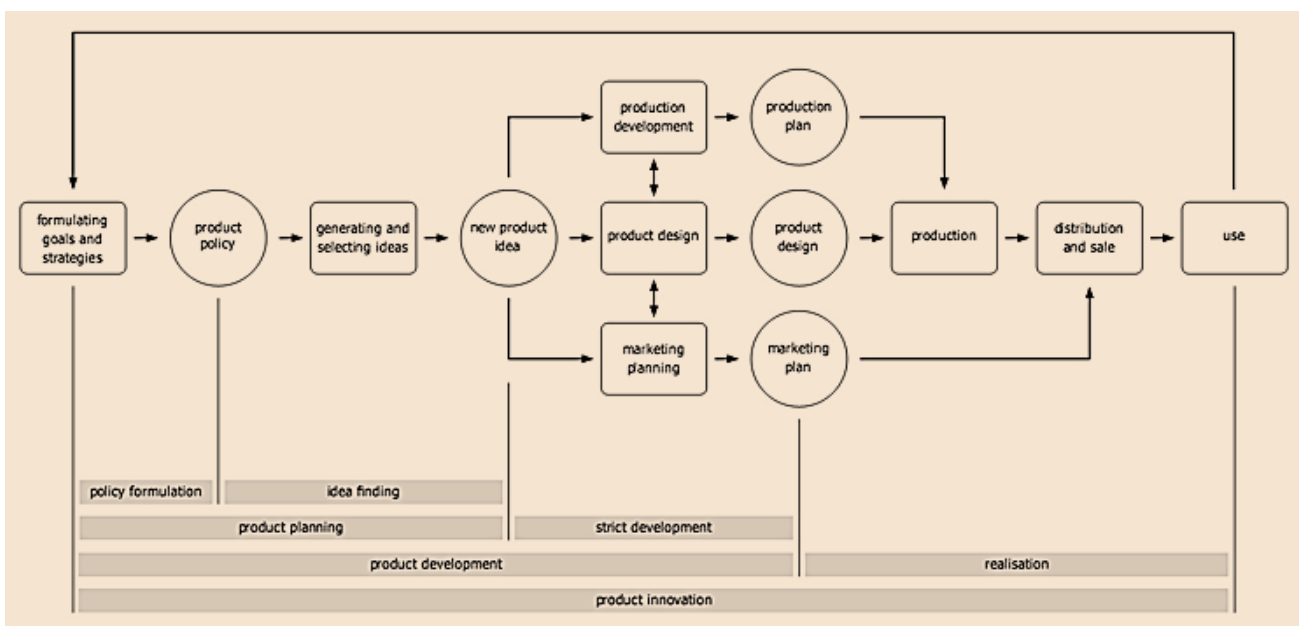 production
development
production
plan
formulating
goals and
strategies
product
policy
generating and
selecting ideas
new product
idea
product design
product
design
production
distribution
and sale
use
marketing
planning
marketing
plan
policy formulation
idea finding
product planning
strict development
product development
realisation
product innovation